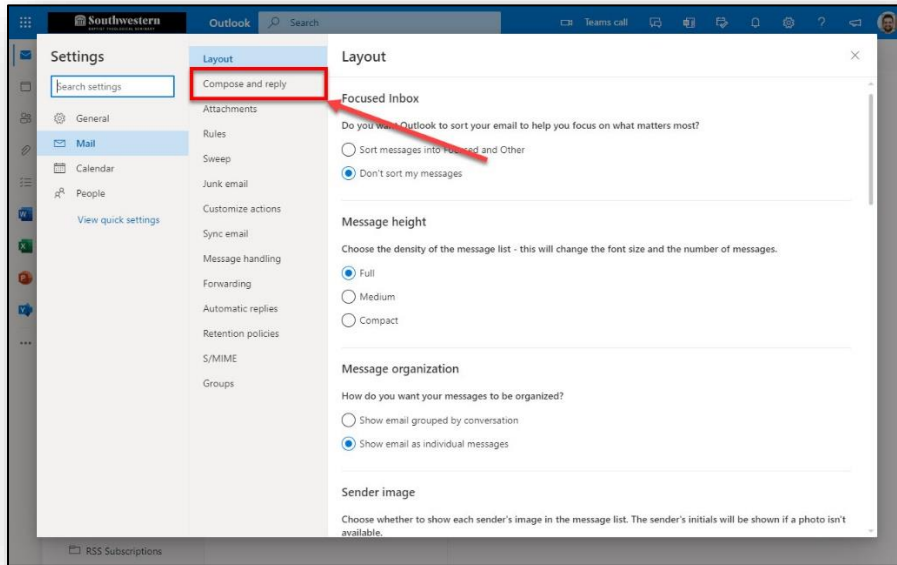 Southwestern
BAPTIST THEOLOGICAL SEMINARY
Outlook
Search
Teams call
Settings
Search settings
General
Mail
Calendar
People
View quick settings
Layout
Compose and reply
Attachments
Rules
Sweep
Junk email
Customize actions
Sync email
Message handling
Forwarding
Automatic replies
Retention policies
S/MIME
Groups
Layout
Focused Inbox
Do you want Outlook to sort your email to help you focus on what matters most?
Sort messages into Focused and Other
Don't sort my messages
Message height
Choose the density of the message list - this will change the font size and the number of messages.
Full
Medium
Compact
Message organization
How do you want your messages to be organized?
Show email grouped by conversation
Show email as individual messages
Sender image
Choose whether to show each sender's image in the message list. The sender's initials will be shown if a photo isn't
available.
RSS Subscriptions